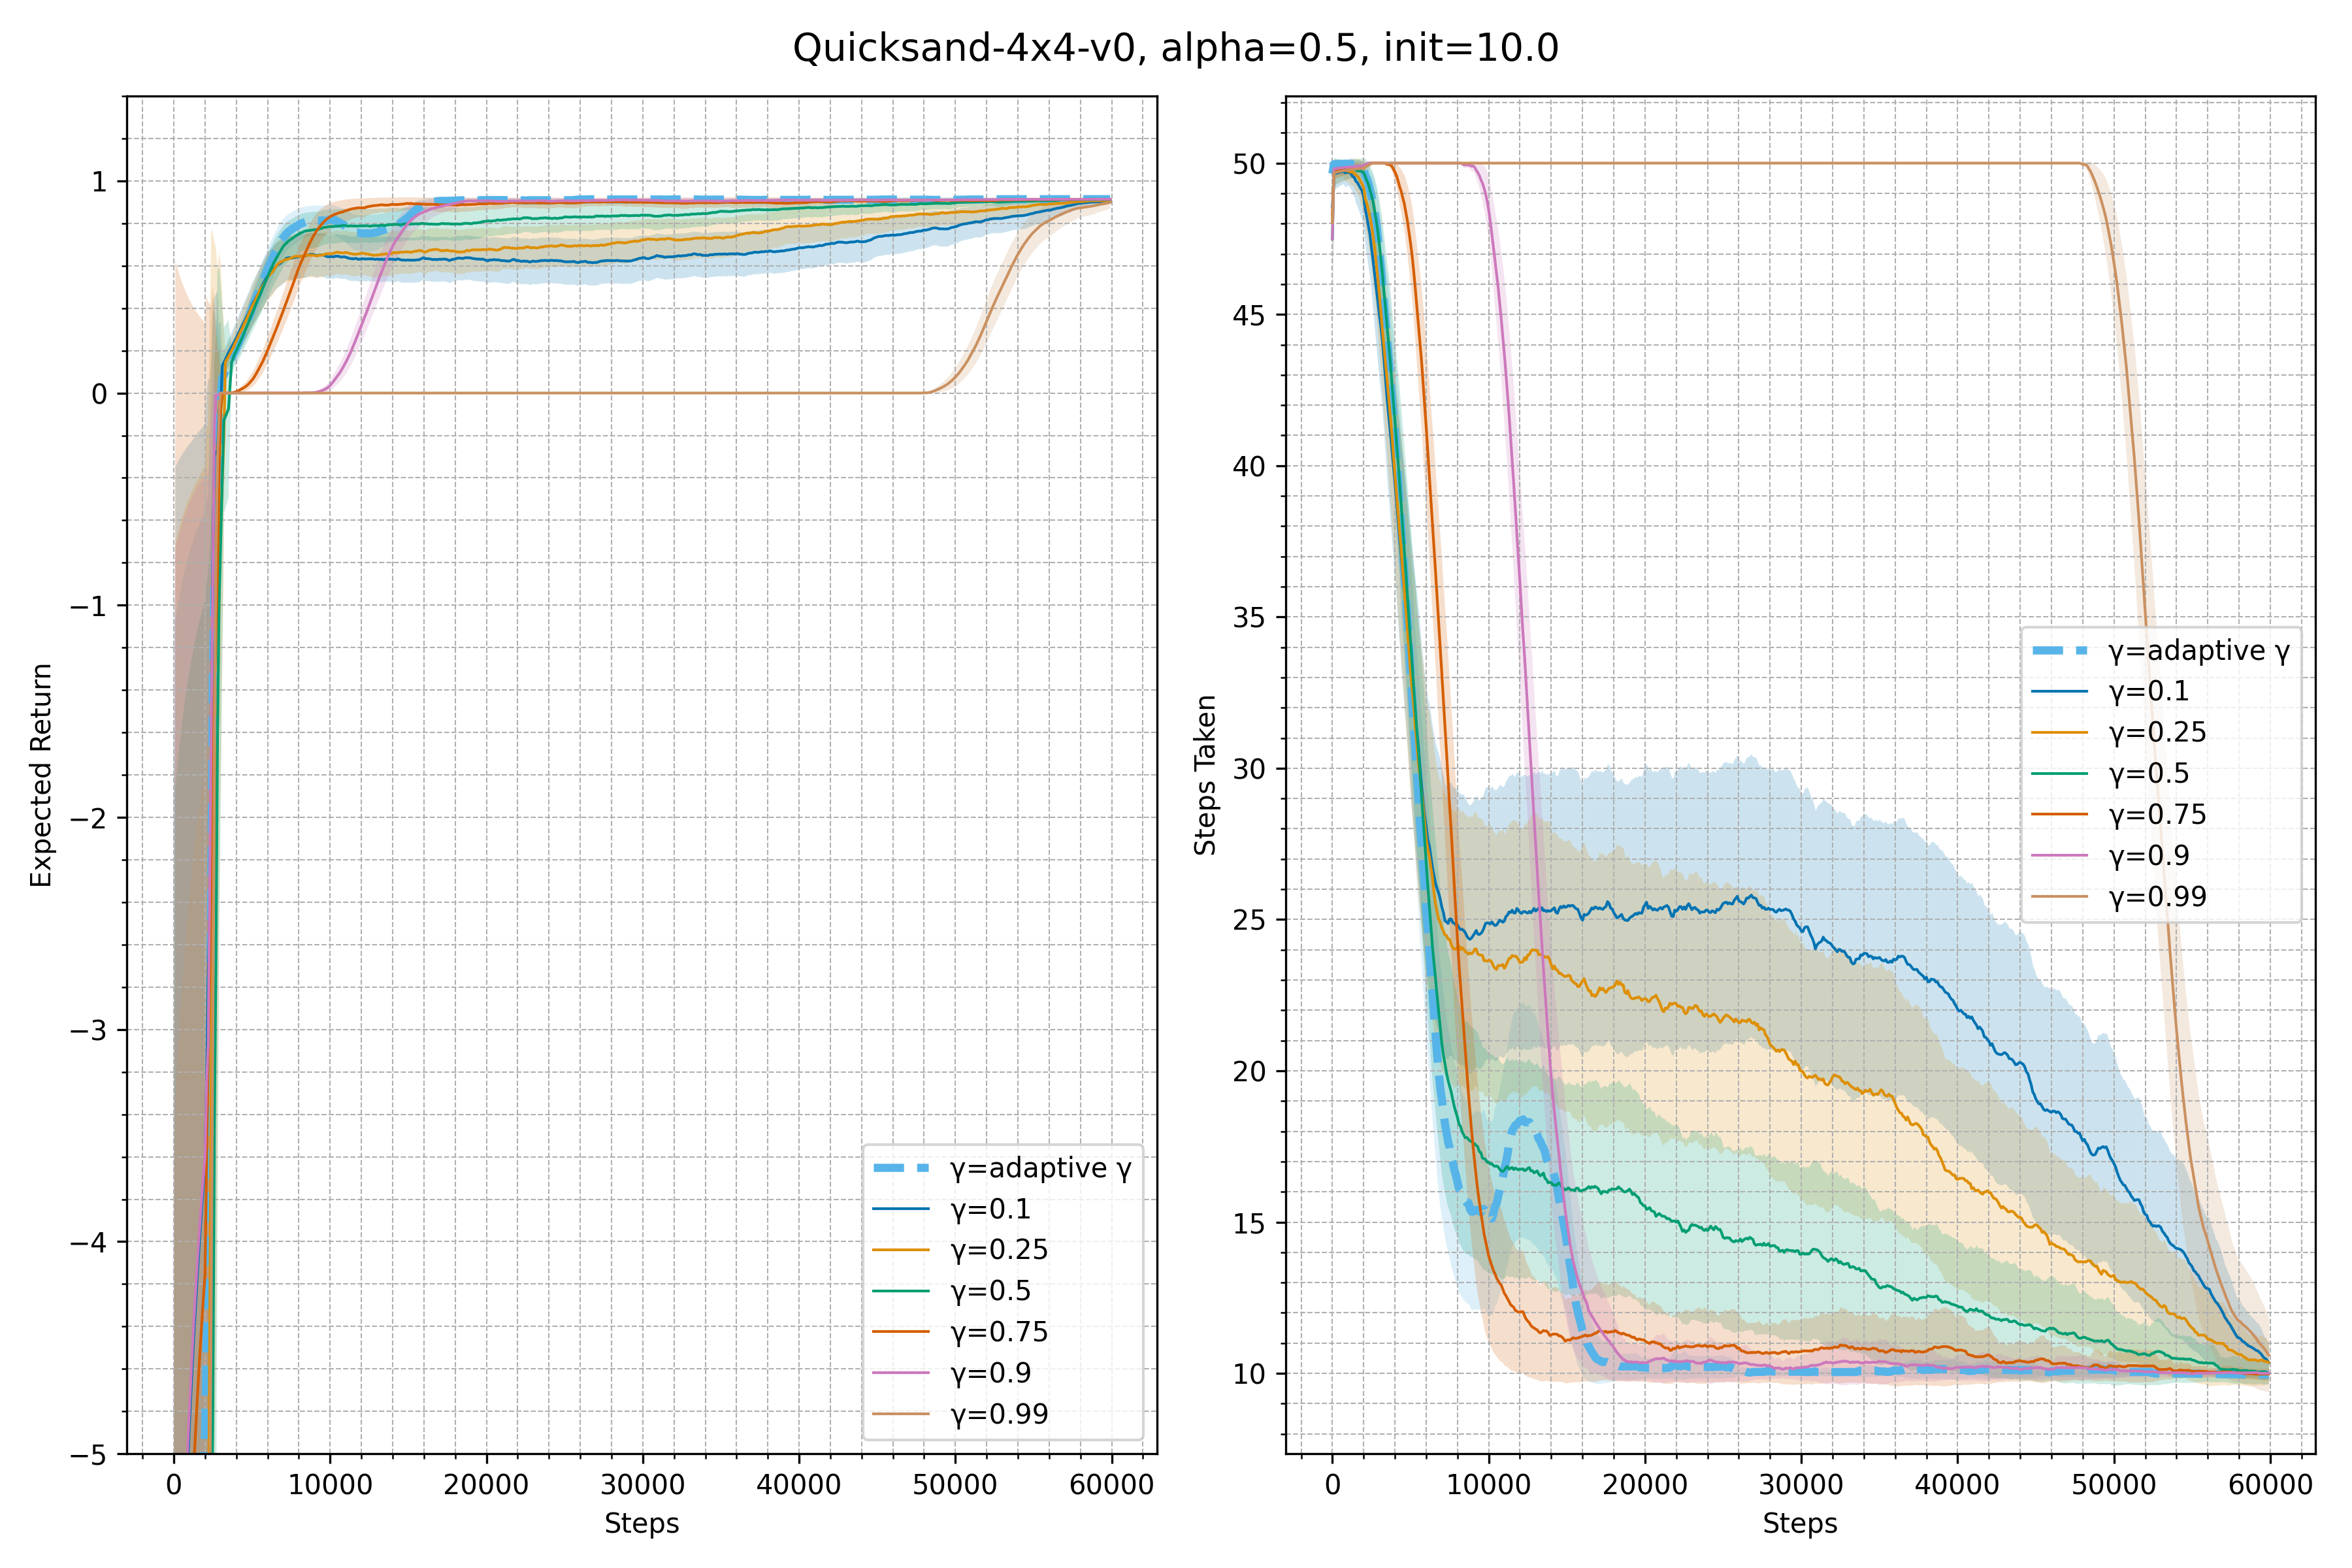 Quicksand-4x4-v0, alpha=0.5, init=10.0
Expected Return
1
0
−1
−2
−3
−4
−5
0 10000 20000 30000 40000 50000 60000
Steps
γ=adaptive γ
γ=0.1
γ=0.25
γ=0.5
γ=0.75
γ=0.9
γ=0.99
Steps Taken
50
45
40
35
30
25
20
15
10
0 10000 20000 30000 40000 50000 60000
Steps
γ=adaptive γ
γ=0.1
γ=0.25
γ=0.5
γ=0.75
γ=0.9
γ=0.99